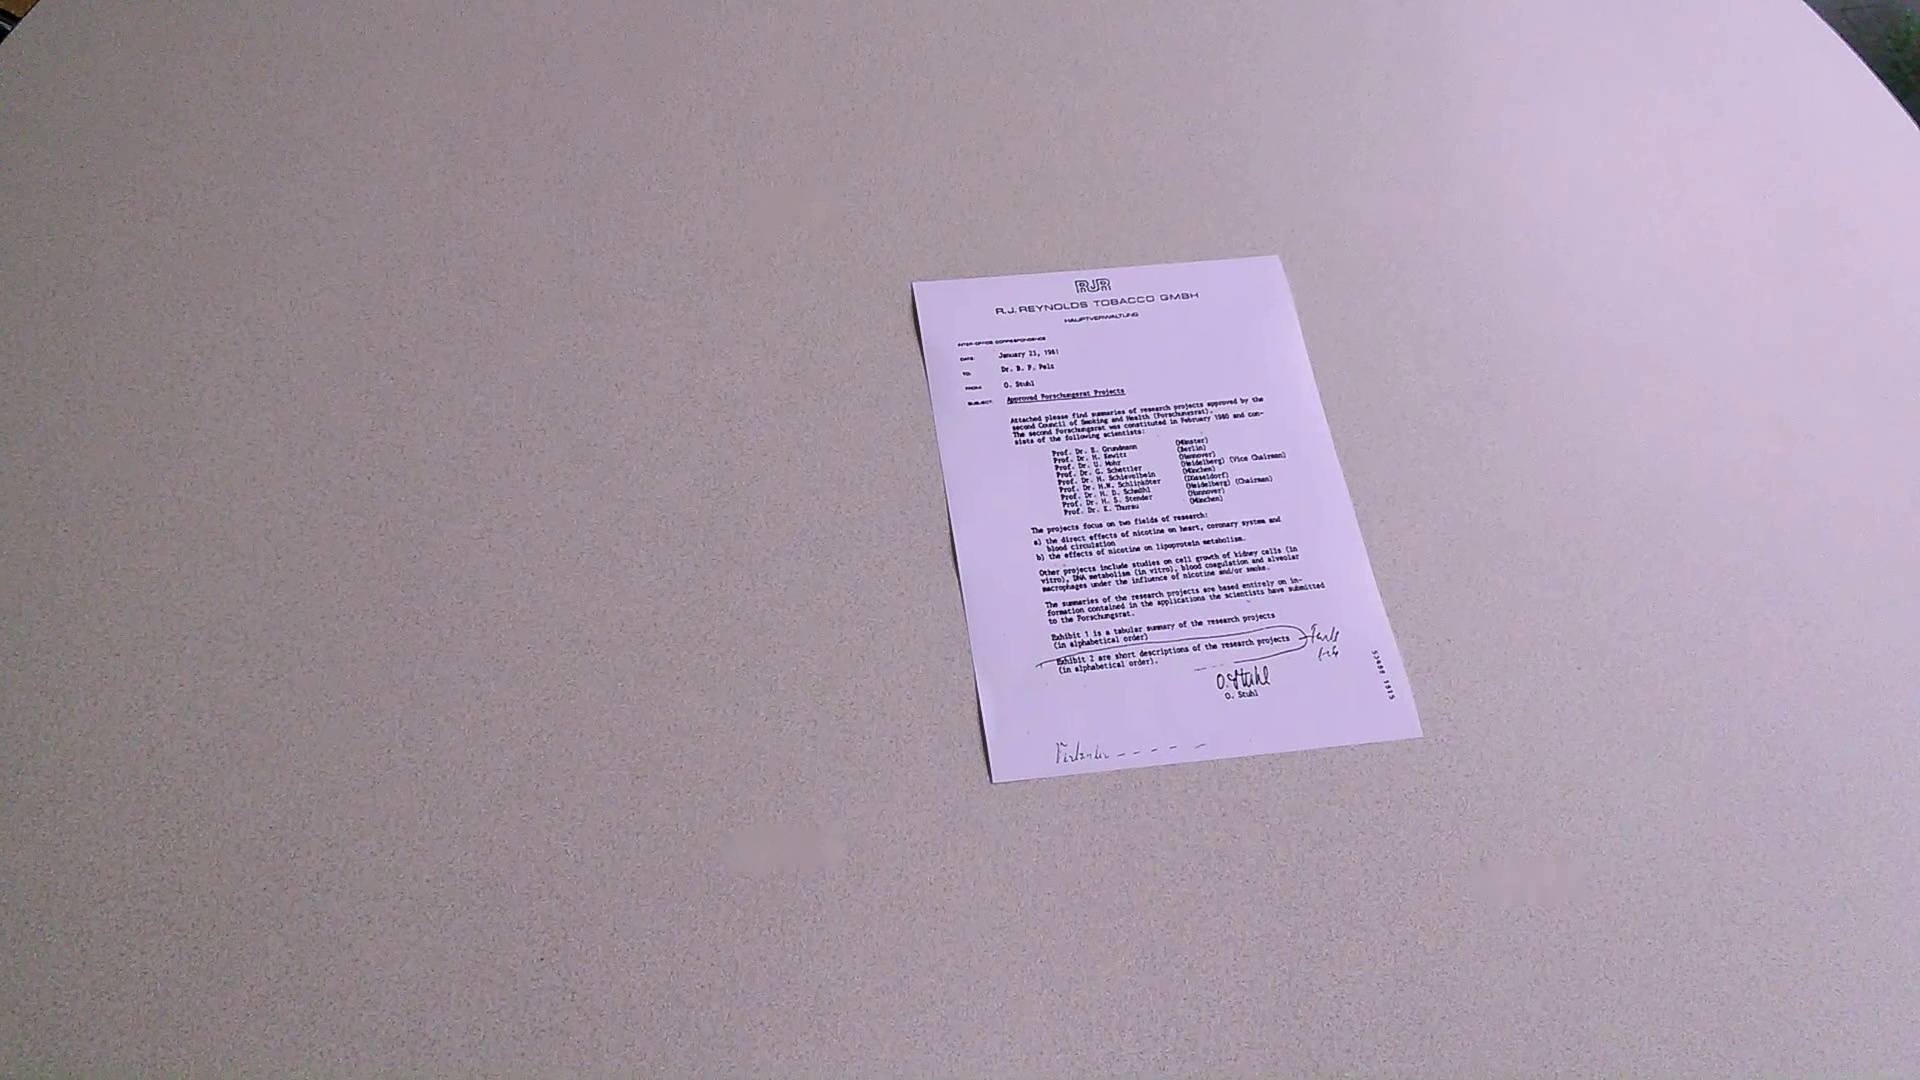 RJR
R.J. REYNOLDS TOBACCO GMBH
HAUPTVERWALTUNG
INTER-OFFICE CORRESPONDENCE
DATE: January 23, 1981
TO: Dr. B. F. Pelz
FROM: O. Stuhl
SUBJECT: Approved Forschungsrat Projects
Attached please find summaries of research projects approved by the
second Council of Smoking and Health (Forschungsrat).
The second Forschungsrat was constituted in February 1980 and con-
sists of the following scientists:
Prof. Dr. E. Grundmann (Münster)
Prof. Dr. H. Kewitz (Berlin)
Prof. Dr. U. Mohr (Hannover)
Prof. Dr. G. Schettler (Heidelberg) (Vice Chairman)
Prof. Dr. H. Schievelbein (München)
Prof. Dr. H.W. Schlipköter (Düsseldorf)
Prof. Dr. H. D. Schmähl (Heidelberg) (Chairman)
Prof. Dr. H. S. Stender (Hannover)
Prof. Dr. K. Thurau (München)
The projects focus on two fields of research:
a) the direct effects of nicotine on heart, coronary system and
blood circulation
b) the effects of nicotine on lipoprotein metabolism.
Other projects include studies on cell growth of kidney cells (in
vitro), DNA metabolism (in vitro), blood coagulation and alveolar
macrophages under the influence of nicotine and/or smoke.
The summaries of the research projects are based entirely on in-
formation contained in the applications the scientists have submitted
to the Forschungsrat.
Exhibit 1 is a tabular summary of the research projects
(in alphabetical order)
Exhibit 2 are short descriptions of the research projects
(in alphabetical order).
O. Stuhl
O. Stuhl